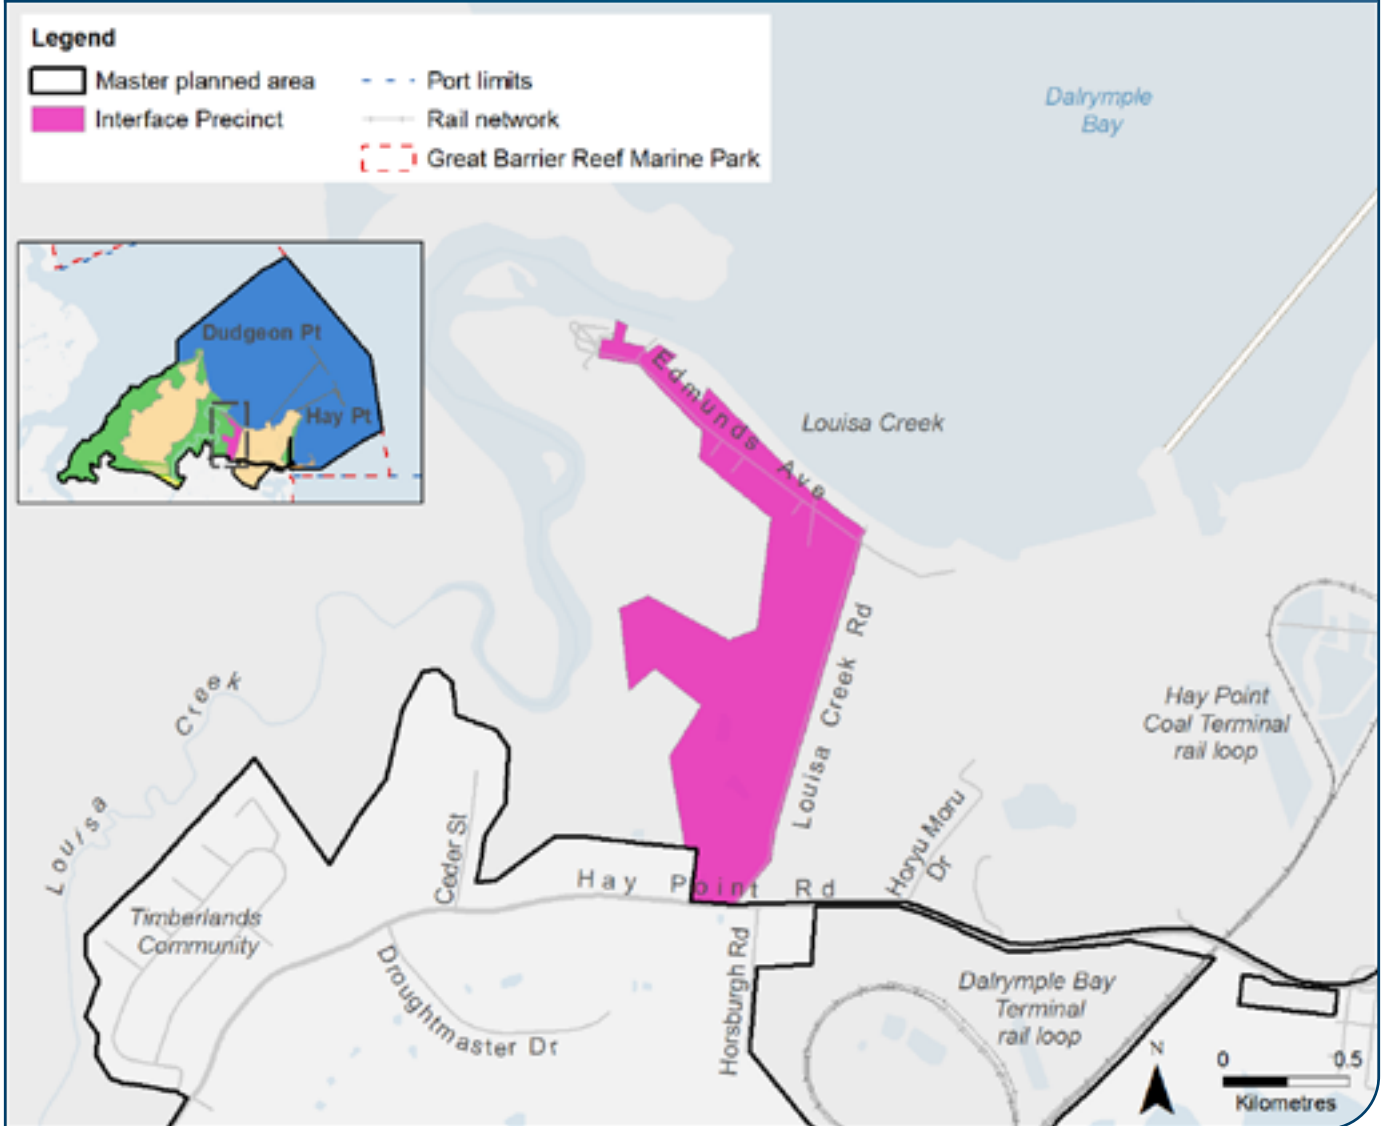 Legend
Master planned area
Interface Precinct
Port limits
Rail network
Great Barrier Reef Marine Park
Dalrymple
Bay
Dudgeon Pt
Hay Pt
Edmunds Ave
Louisa Creek
Louisa Creek Rd
Louisa Creek
Hay Point
Coal Terminal
rail loop
Horyu Moru
Dr
Ceder St
Hay Point Rd
Timberlands
Community
Droughtmaster Dr
Horsburgh Rd
Dalrymple Bay
Terminal
rail loop
N
0 0.5
Kilometres